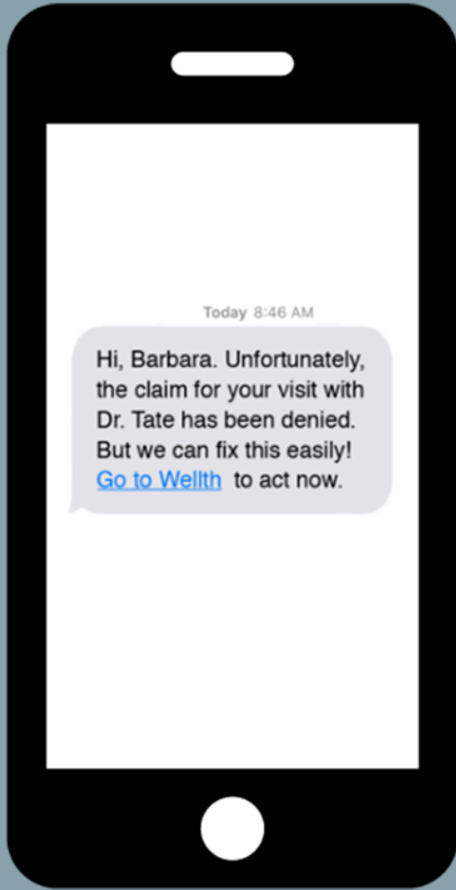 Today 8:46 AM
Hi, Barbara. Unfortunately,
the claim for your visit with
Dr. Tate has been denied.
But we can fix this easily!
Go to Wellth to act now.